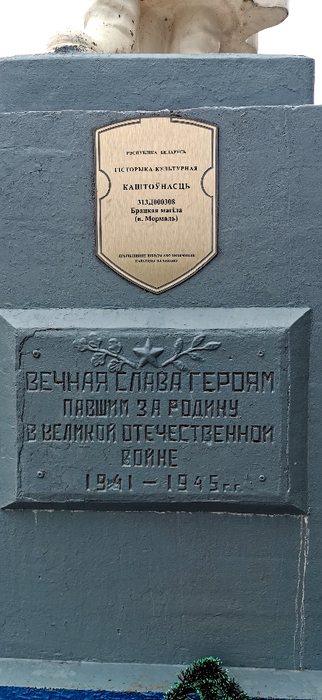 РЭСПУБЛІКА БЕЛАРУСЬ
ГІСТОРЫКА-КУЛЬТУРНАЯ
КАШТОЎНАСЦЬ
313Д000308
Брацкая магіла
(в. Мормаль)
ВЕЧНАЯ СЛАВА ГЕРОЯМ
ПАВШИМ ЗА РОДИНУ
В ВЕЛИКОЙ ОТЕЧЕСТВЕННОЙ
ВОЙНЕ
1941 – 1945 г.г.